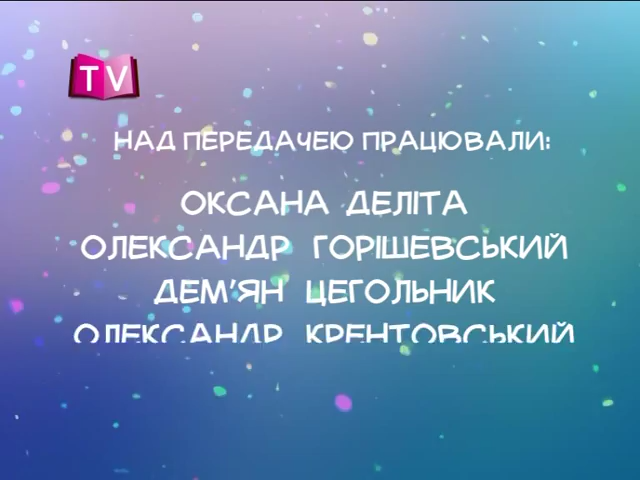 TV
НАД ПЕРЕДАЧЕЮ ПРАЦЮВАЛИ:
ОКСАНА ДЕЛІТА
ОЛЕКСАНДР ГОРІШЕВСЬКИЙ
ДЕМ'ЯН ЦЕГОЛЬНИК
ОЛЕКСАНДР КРЕНТОВСЬКИЙ